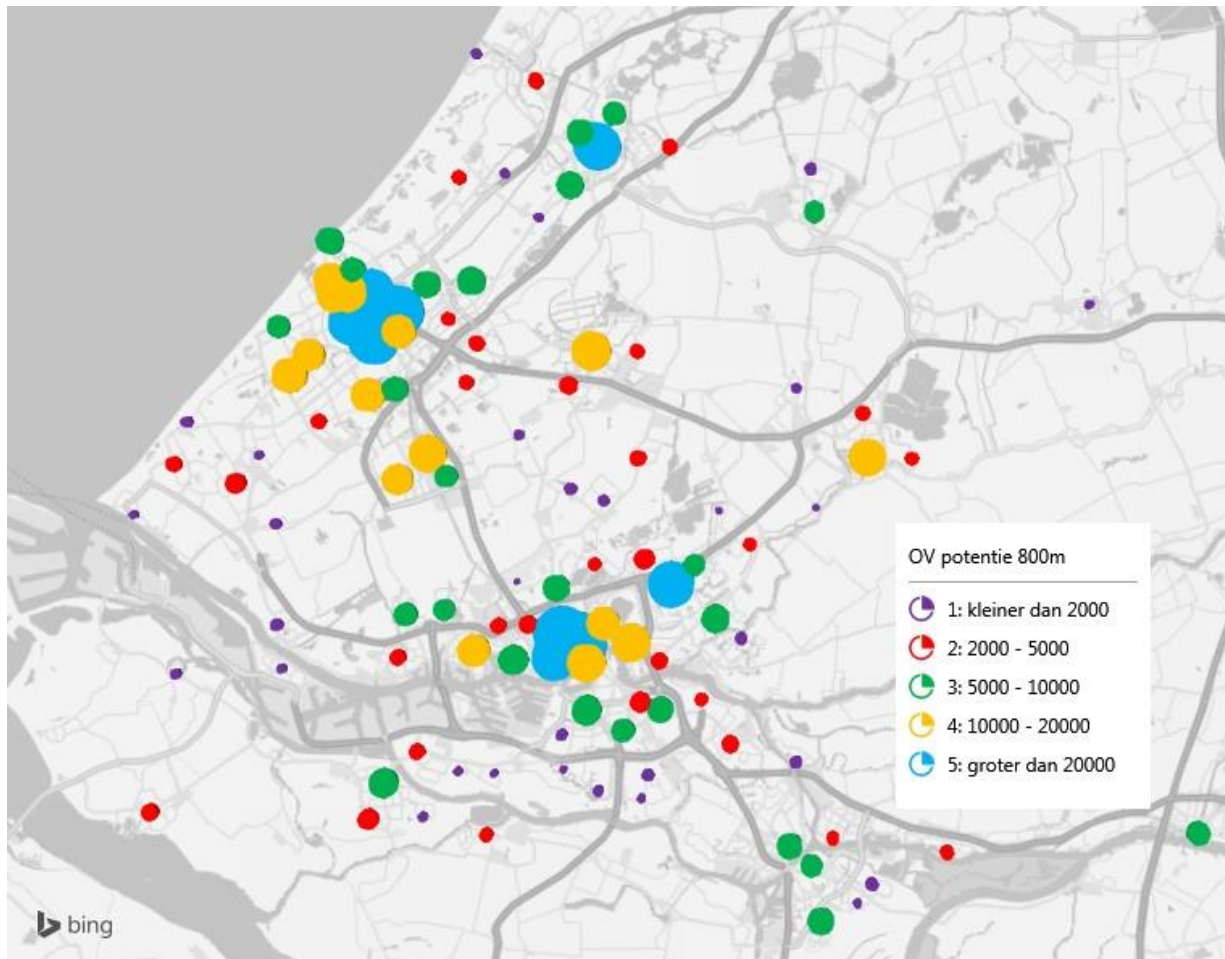 OV potentie 800m
1: kleiner dan 2000
2: 2000 - 5000
3: 5000 - 10000
4: 10000 - 20000
5: groter dan 20000
bing